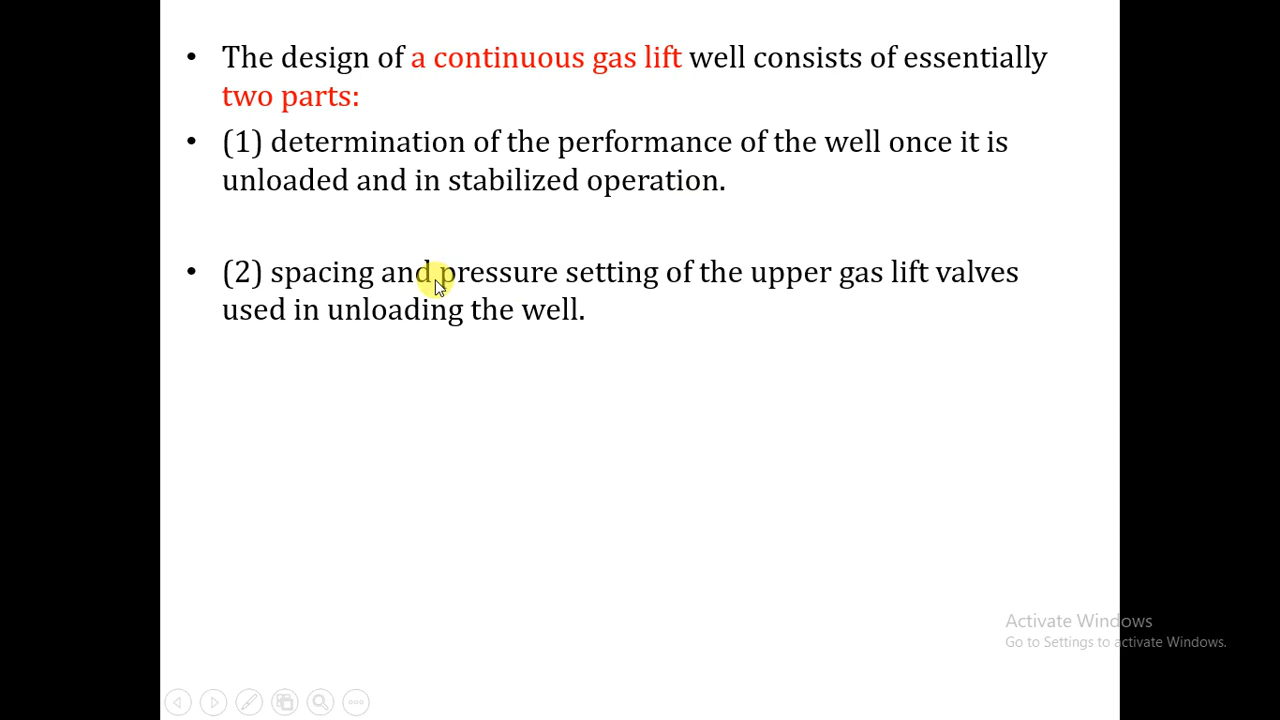 • The design of a continuous gas lift well consists of essentially
two parts:
• (1) determination of the performance of the well once it is
unloaded and in stabilized operation.
• (2) spacing and pressure setting of the upper gas lift valves
used in unloading the well.
Activate Windows
Go to Settings to activate Windows.